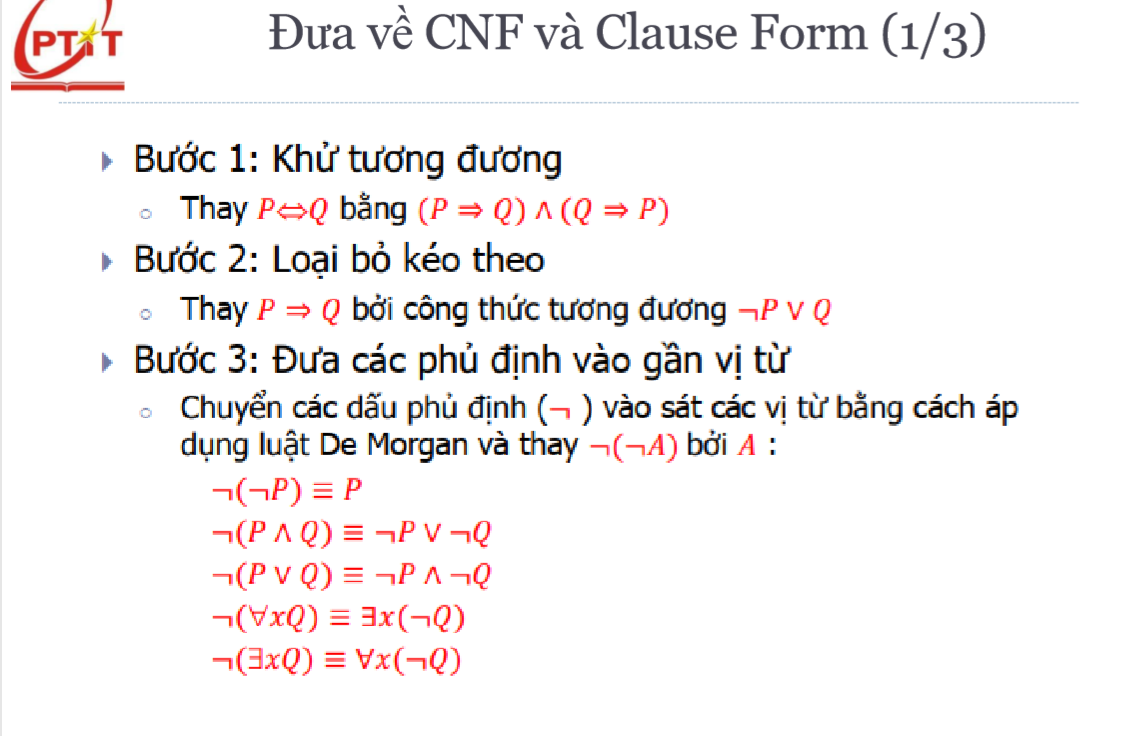 PTIT
Đưa về CNF và Clause Form (1/3)
Bước 1: Khử tương đương
Thay P⇔Q bằng (P ⇒ Q) ∧ (Q ⇒ P)
Bước 2: Loại bỏ kéo theo
Thay P ⇒ Q bởi công thức tương đương ¬P ∨ Q
Bước 3: Đưa các phủ định vào gần vị từ
Chuyển các dấu phủ định (¬ ) vào sát các vị từ bằng cách áp
dụng luật De Morgan và thay ¬(¬A) bởi A :
¬(¬P) ≡ P
¬(P ∧ Q) ≡ ¬P ∨ ¬Q
¬(P ∨ Q) ≡ ¬P ∧ ¬Q
¬(∀xQ) ≡ ∃x(¬Q)
¬(∃xQ) ≡ ∀x(¬Q)